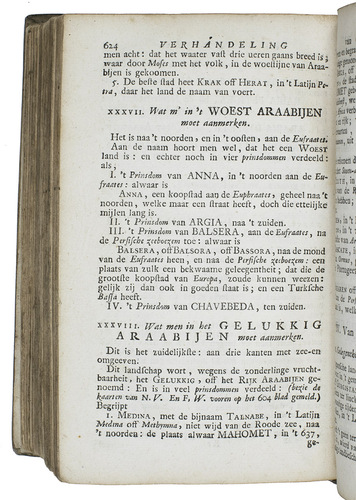 624 VERHANDELING
men acht: dat het waater vast drie ueren gaans breed is;
waar door Moses met het volk, in de woestijne van Araa-
bijen is gekoomen.
5. De beste stad heet KRAK off HERAT, in 't Latijn Pe-
tra, daar het land de naam van voert.
XXXVII. Wat m' in 't WOEST ARAABIJEN
moet aanmerken.
Het is naa 't noorden, en in 't oosten, aan de Eufraates.
Aan de naam hoort men wel, dat het een WOEST
land is: en echter noch in vier prinsdommen verdeeld:
als,
I. 't Prinsdom van ANNA, in 't noorden aan de Eu-
fraates: alwaar is
ANNA, een koopstad aan de Euphraates, geheel naa 't
noorden, welke maar een straat heeft, doch die ettelijke
mijlen lang is.
II. 't Prinsdom van ARGIA, naa 't zuiden.
III. 't Prinsdom van BALSERA, aan de Eufraates, na
de Persische zeeboezem toe: alwaar is
BALSERA, off BALSORA, off BASSORA, naa de mond
van de Eufraates heen, en naa de Persische zeeboezem: een
plaats van zulk een bekwaame geleegentheit; dat die de
grootste koopstad van Europa, zoude kunnen weezen:
gelijk zij dan ook in goeden staat is; en een Turksche
Bassa heeft.
IV. 't Prinsdom van CHAVEBEDA, ten zuiden.
XXXVIII. Wat men in het GELUKKIG
ARAABIJEN moet aanmerken.
Dit is het zuidelijkste: aan drie kanten met zee-en
omgeeven.
Dit landschap wort, wegens de zonderlinge vrucht-
baarheit, het GELUKKIG, off het RIJK ARAABIJEN ge-
noemd: En is in veel prinsdommen verdeeld: (bezie de
kaarten van N. V. En F. W. vooren op het 604 blad gemeld.)
Begrijpt
1. MEDINA, met de bijnaam TALNABE, in 't Latijn
Medina off Methymna, niet wijd van de Roode zee, naa
't noorden: de plaats alwaar MAHOMET, in 't 637,
ge-